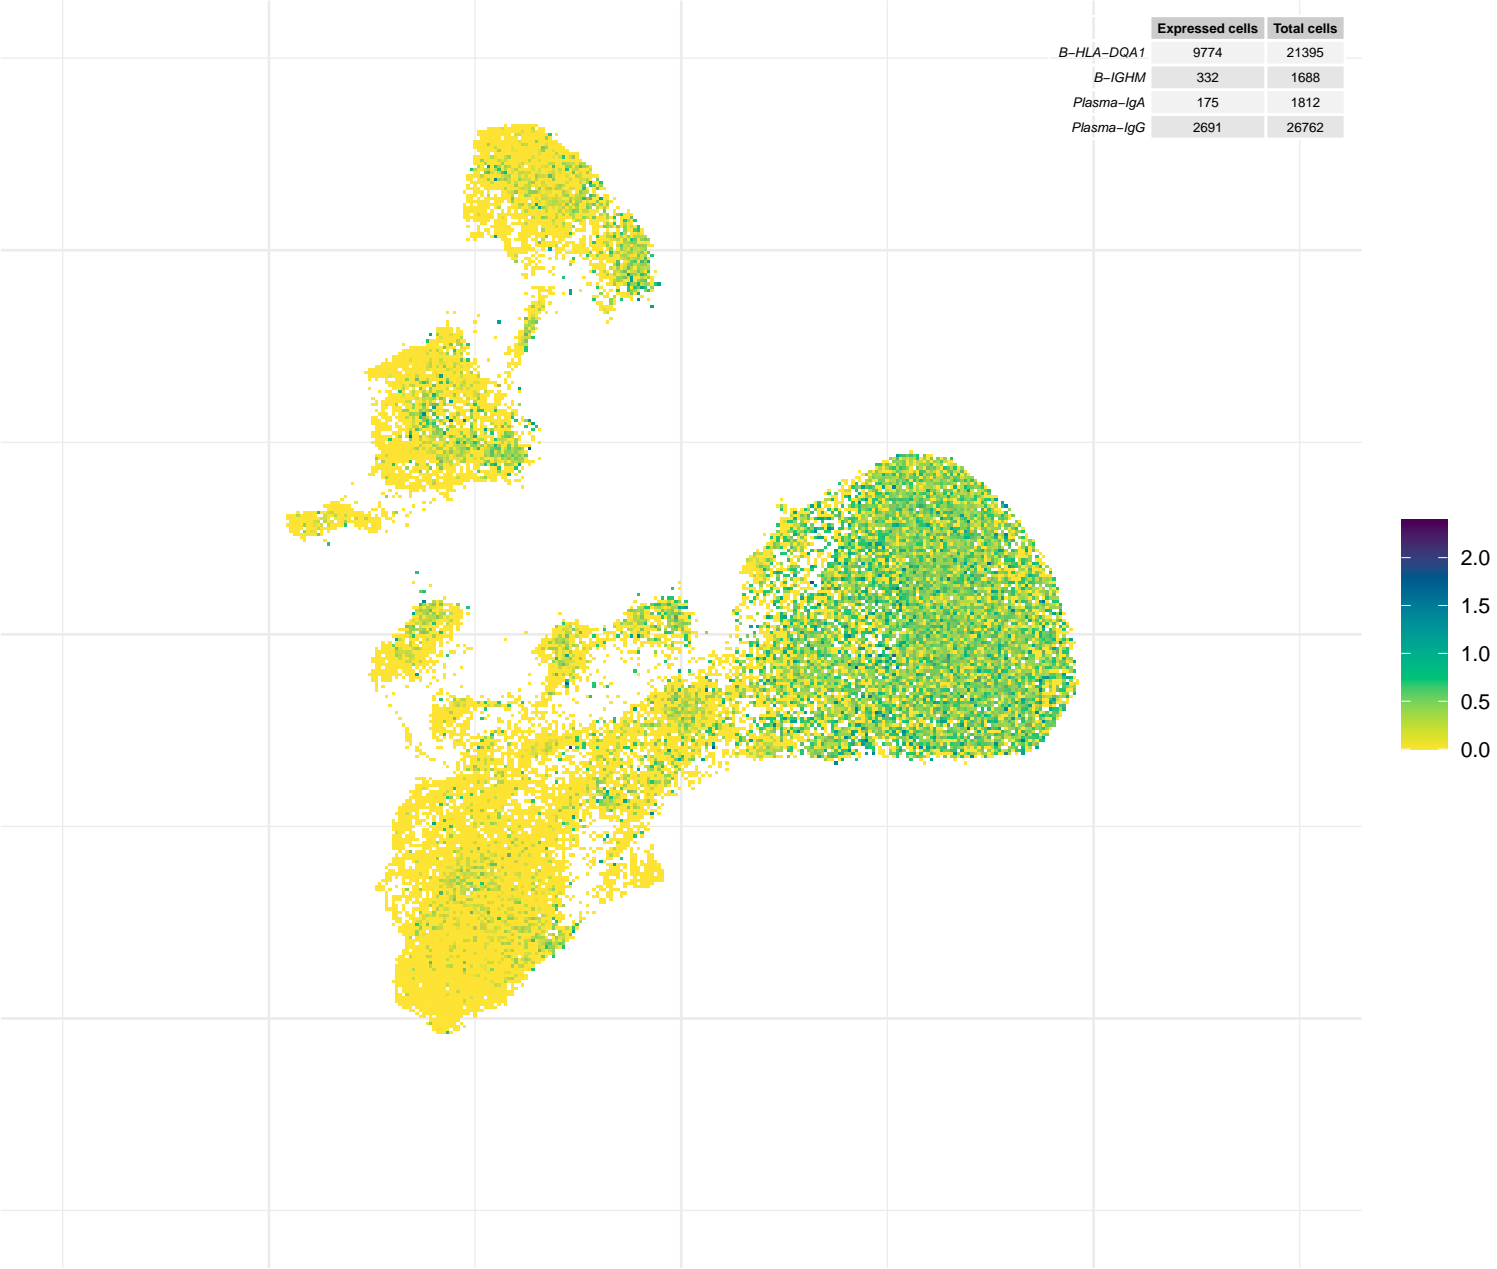 Expressed cells Total cells
B−HLA−DQA1 9774 21395
B−IGHM 332 1688
Plasma−IgA 175 1812
Plasma−IgG 2691 26762
2.0
1.5
1.0
0.5
0.0